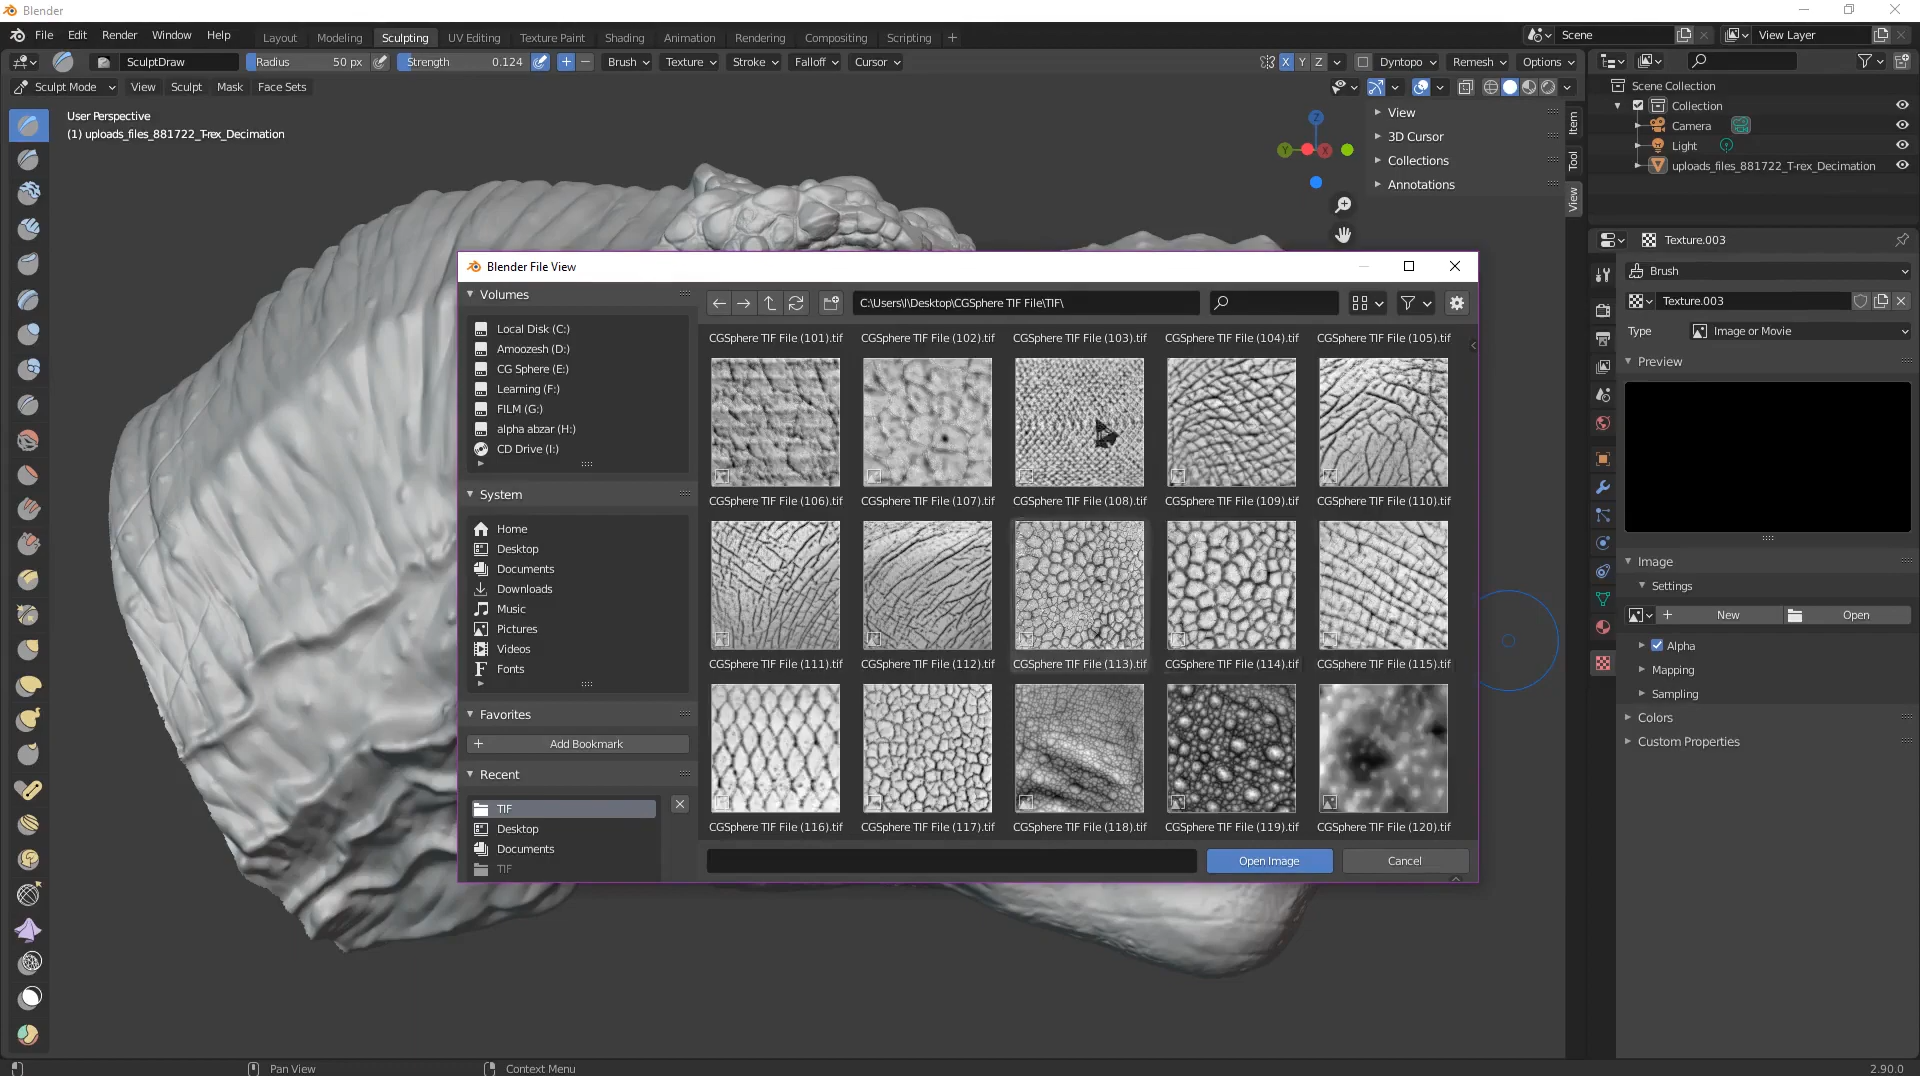 Blender
File Edit Render Window Help Layout Modeling Sculpting UV Editing Texture Paint Shading Animation Rendering Compositing Scripting + Scene View Layer
SculptDraw Radius 50 px Strength 0.124 + − Brush Texture Stroke Falloff Cursor X Y Z Dyntopo Remesh Options
Sculpt Mode View Sculpt Mask Face Sets
User Perspective
(1) uploads_files_881722_T-rex_Decimation
Z
Y X
View
3D Cursor
Collections
Annotations
Item
Tool
View
Scene Collection
Collection
Camera
Light
uploads_files_881722_T-rex_Decimation
Texture.003
Brush
Texture.003
Type Image or Movie
Preview
Image
Settings
New Open
Alpha
Mapping
Sampling
Colors
Custom Properties
Blender File View
Volumes
Local Disk (C:)
Amoozesh (D:)
CG Sphere (E:)
Learning (F:)
FILM (G:)
alpha abzar (H:)
CD Drive (I:)
System
Home
Desktop
Documents
Downloads
Music
Pictures
Videos
Fonts
Favorites
Add Bookmark
Recent
TIF
Desktop
Documents
TIF
C:\Users\I\Desktop\CGSphere TIF File\TIF\
CGSphere TIF File (101).tif CGSphere TIF File (102).tif CGSphere TIF File (103).tif CGSphere TIF File (104).tif CGSphere TIF File (105).tif
CGSphere TIF File (106).tif CGSphere TIF File (107).tif CGSphere TIF File (108).tif CGSphere TIF File (109).tif CGSphere TIF File (110).tif
CGSphere TIF File (111).tif CGSphere TIF File (112).tif CGSphere TIF File (113).tif CGSphere TIF File (114).tif CGSphere TIF File (115).tif
CGSphere TIF File (116).tif CGSphere TIF File (117).tif CGSphere TIF File (118).tif CGSphere TIF File (119).tif CGSphere TIF File (120).tif
Open Image Cancel
Pan View Context Menu 2.90.0